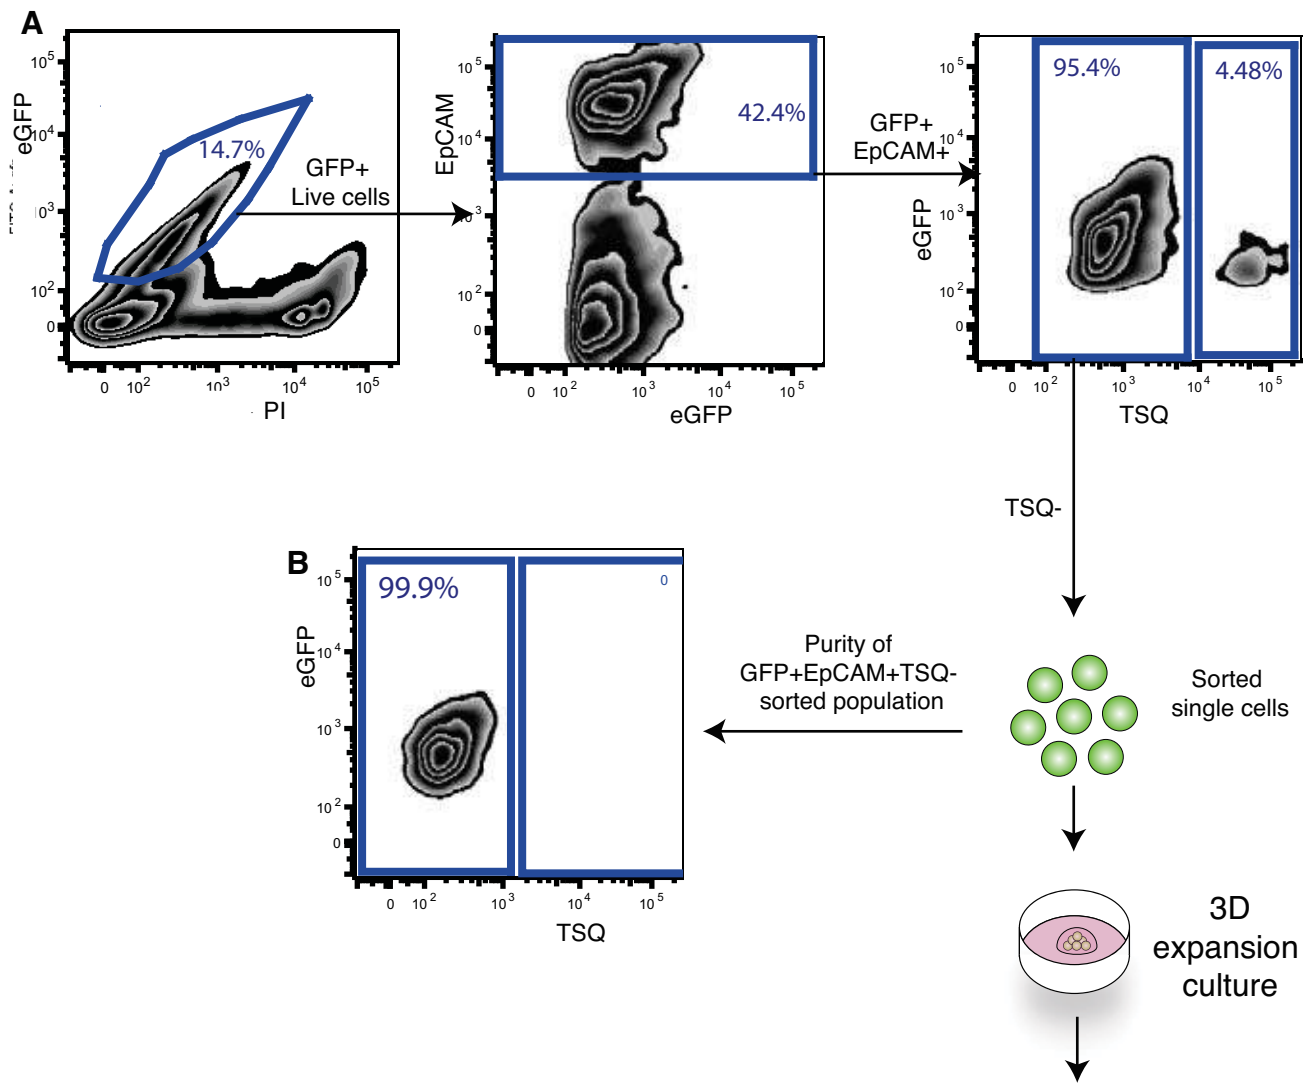 A
eGFP
10^5
10^4
10^3
10^2
0
14.7%
0 10^2 10^3 10^4 10^5
PI
GFP+
Live cells
EpCAM
10^5
10^4
10^3
10^2
0
42.4%
0 10^2 10^3 10^4 10^5
eGFP
GFP+
EpCAM+
eGFP
10^5
10^4
10^3
10^2
0
95.4%
4.48%
0 10^2 10^3 10^4 10^5
TSQ
TSQ-
B
eGFP
10^5
10^4
10^3
10^2
0
99.9%
0
0 10^2 10^3 10^4 10^5
TSQ
Purity of
GFP+EpCAM+TSQ-
sorted population
Sorted
single cells
3D
expansion
culture